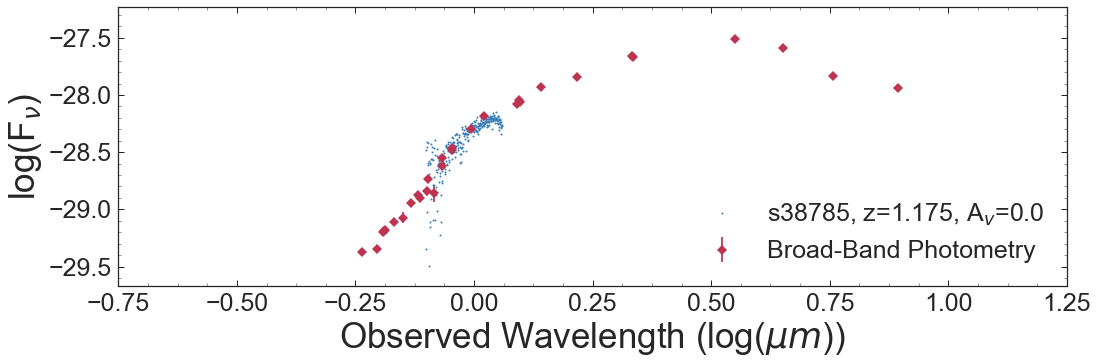 log(F_ν)
−27.5
−28.0
−28.5
−29.0
−29.5
s38785, z=1.175, A_v=0.0
Broad-Band Photometry
−0.75 −0.50 −0.25 0.00 0.25 0.50 0.75 1.00 1.25
Observed Wavelength (log(μm))